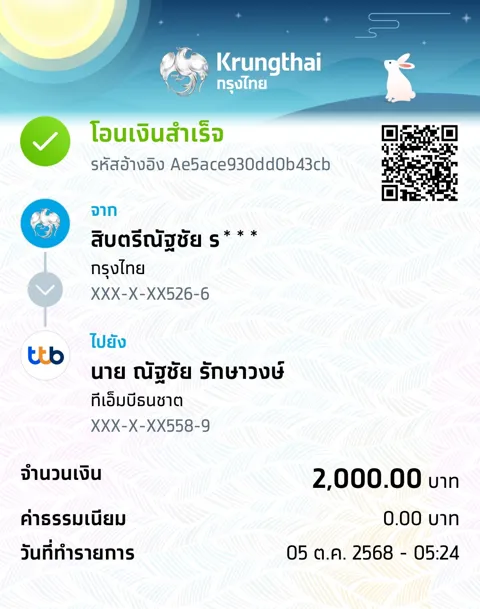 Krungthai
กรุงไทย
โอนเงินสำเร็จ
รหัสอ้างอิง Ae5ace930dd0b43cb
จาก
สิบตรีณัฐชัย ร***
กรุงไทย
XXX-X-XX526-6
ttb
ไปยัง
นาย ณัฐชัย รักษาวงษ์
ทีเอ็มบีธนชาต
XXX-X-XX558-9
จำนวนเงิน 2,000.00 บาท
ค่าธรรมเนียม 0.00 บาท
วันที่ทำรายการ 05 ต.ค. 2568 - 05:24